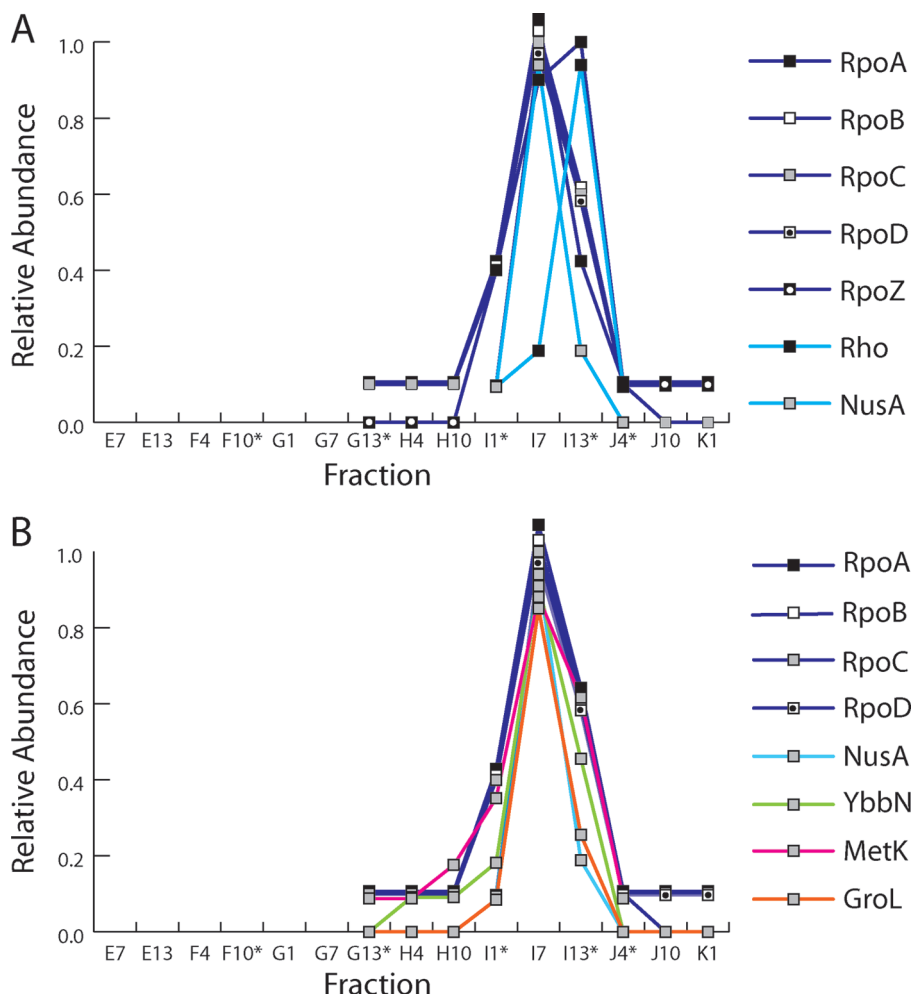 A
Relative Abundance
1.0
0.8
0.6
0.4
0.2
0.0
E7 E13 F4 F10* G1 G7 G13* H4 H10 I1* I7 I13* J4* J10 K1
Fraction
RpoA
RpoB
RpoC
RpoD
RpoZ
Rho
NusA
B
Relative Abundance
1.0
0.8
0.6
0.4
0.2
0.0
E7 E13 F4 F10* G1 G7 G13* H4 H10 I1* I7 I13* J4* J10 K1
Fraction
RpoA
RpoB
RpoC
RpoD
NusA
YbbN
MetK
GroL